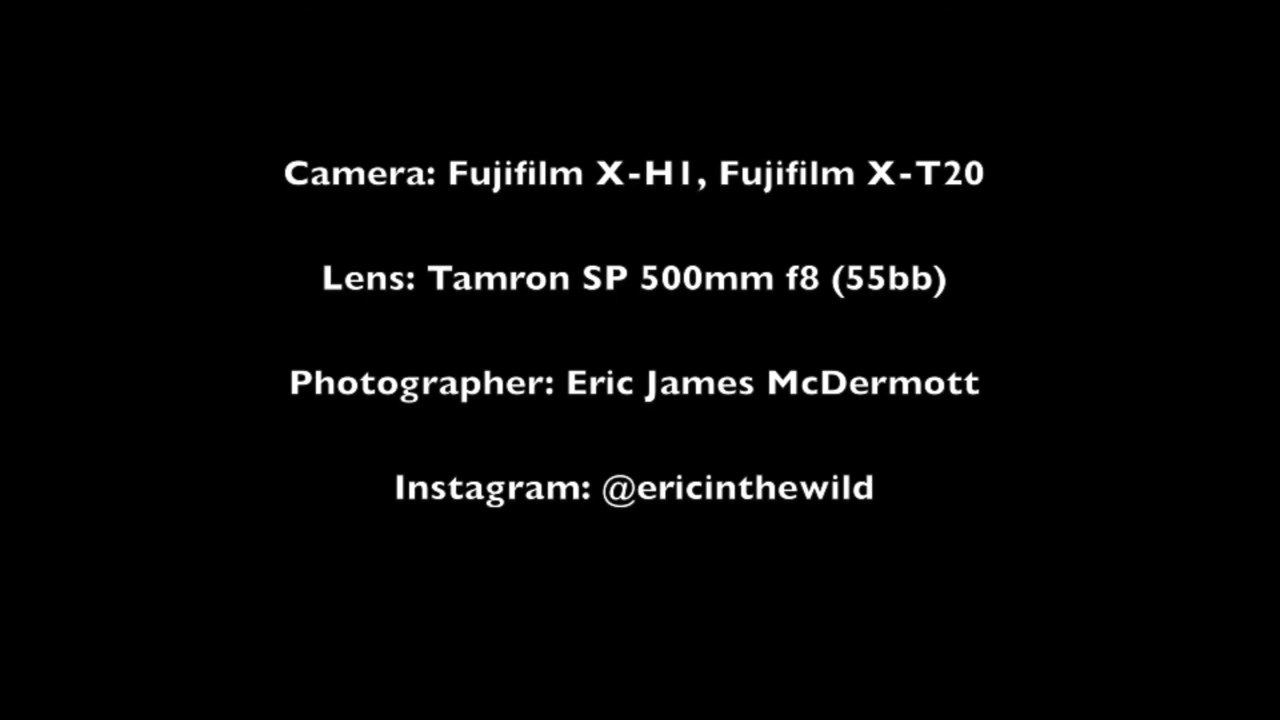 Camera: Fujifilm X-H1, Fujifilm X-T20
Lens: Tamron SP 500mm f8 (55bb)
Photographer: Eric James McDermott
Instagram: @ericinthewild